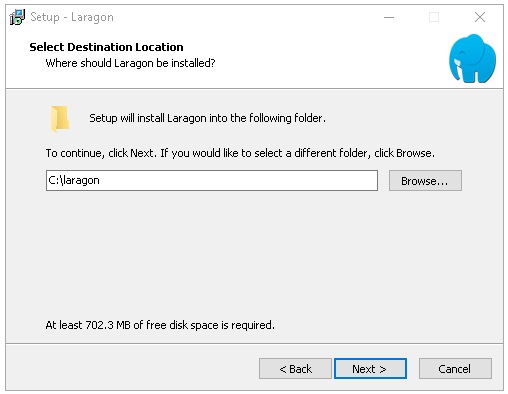 Setup - Laragon
Select Destination Location
Where should Laragon be installed?
Setup will install Laragon into the following folder.
To continue, click Next. If you would like to select a different folder, click Browse.
C:\laragon
Browse...
At least 702.3 MB of free disk space is required.
< Back
Next >
Cancel